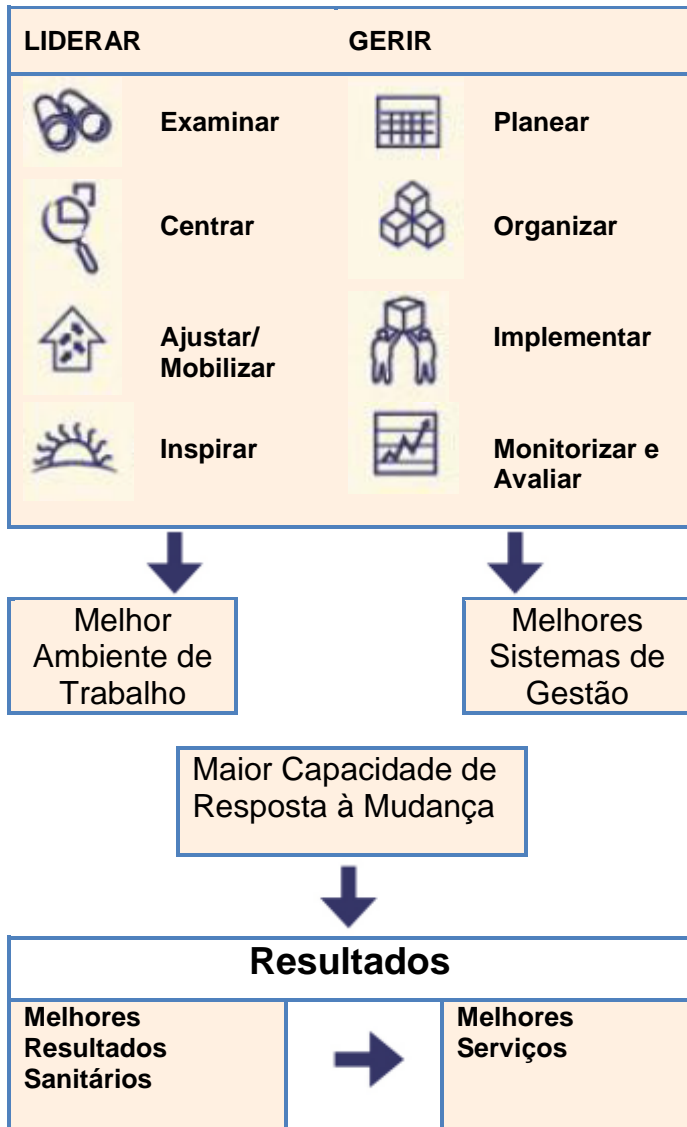 LIDERAR GERIR
Examinar Planear
Centrar Organizar
Ajustar/ Implementar
Mobilizar
Inspirar Monitorizar e
Avaliar
Melhor
Ambiente de
Trabalho
Melhores
Sistemas de
Gestão
Maior Capacidade de
Resposta à Mudança
Resultados
Melhores
Resultados
Sanitários
Melhores
Serviços